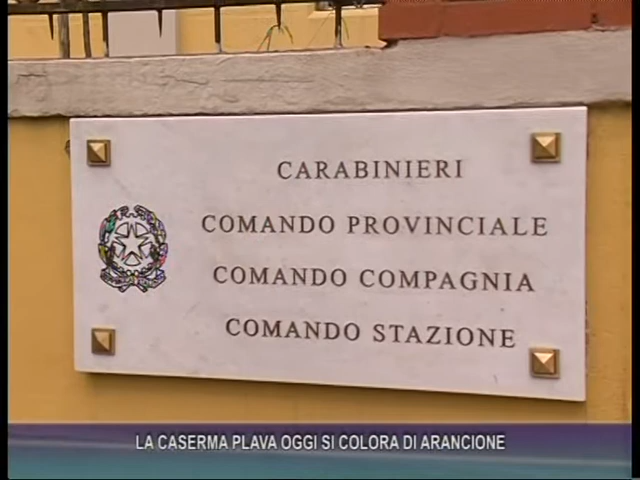 CARABINIERI
COMANDO PROVINCIALE
COMANDO COMPAGNIA
COMANDO STAZIONE
LA CASERMA PLAVA OGGI SI COLORA DI ARANCIONE